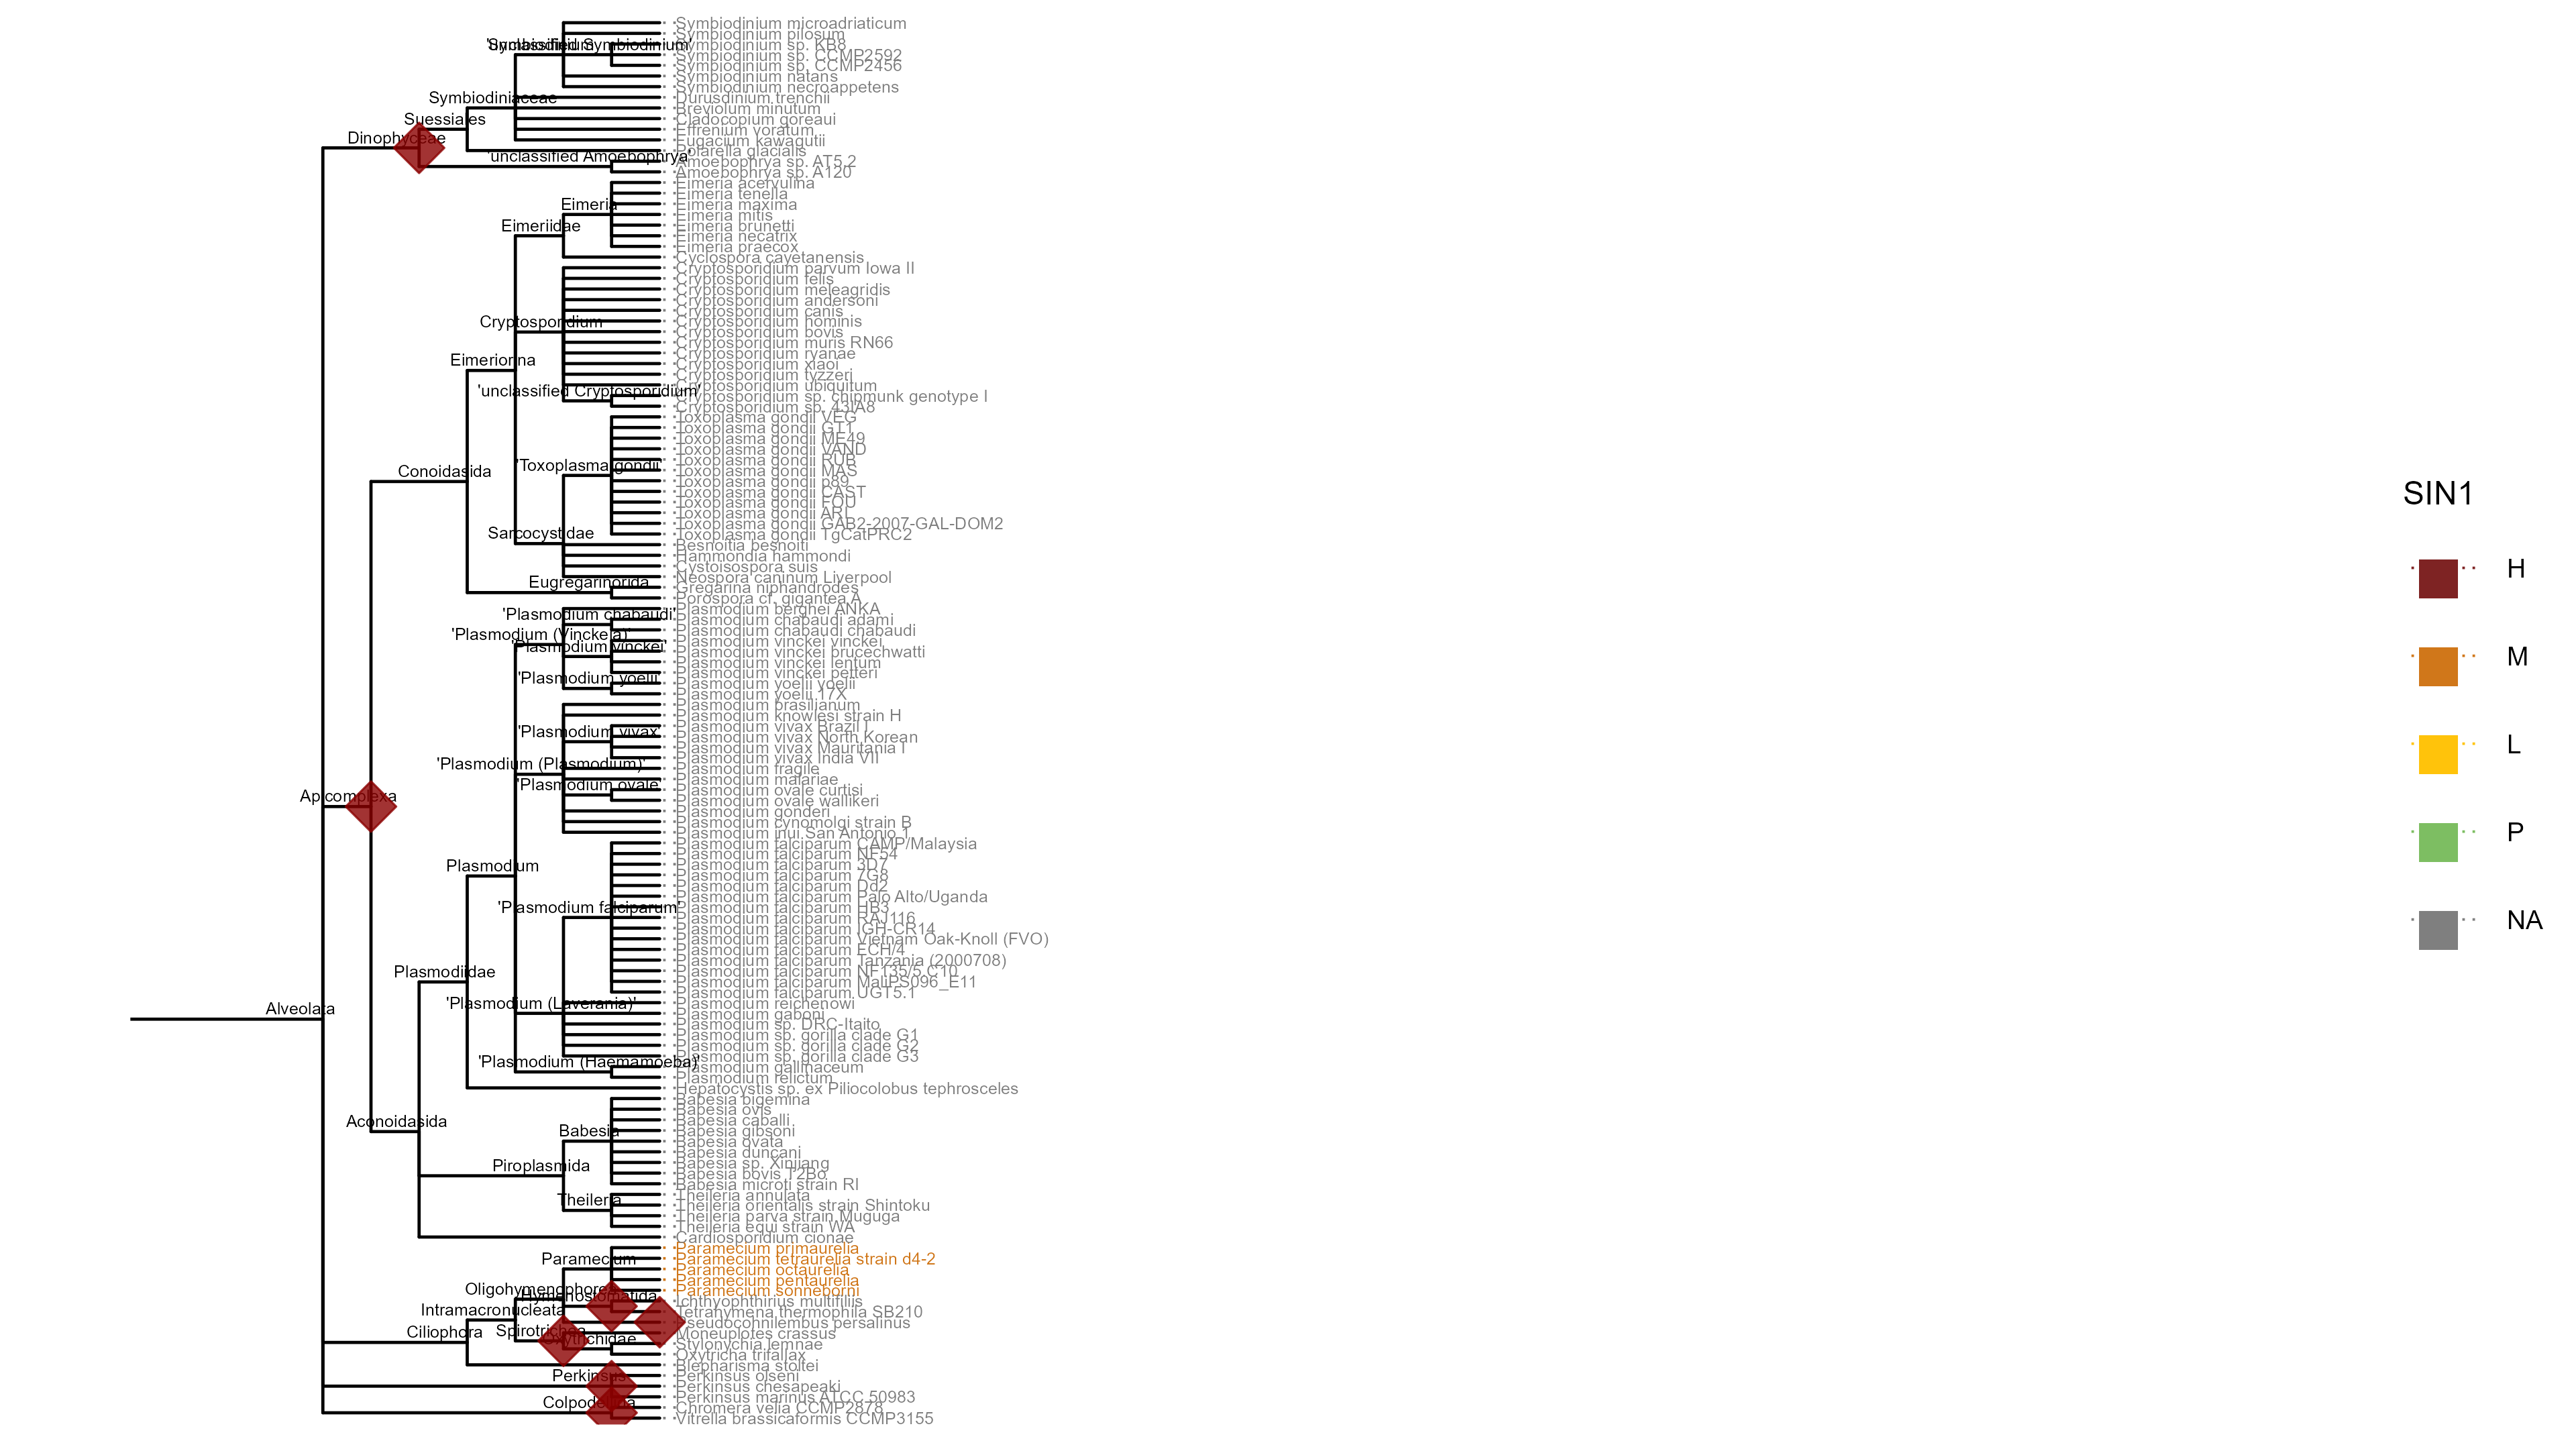 Symbiodinium microadriaticum
Symbiodinium pilosum
'unclassified Symbiodinium'
Symbiodinium
Symbiodinium sp. KB8
Symbiodinium sp. CCMP2592
Symbiodinium sp. CCMP2456
Symbiodinium natans
Symbiodinium necroappetens
Symbiodiniaceae
Durusdinium trenchii
Breviolum minutum
Suessiales
Cladocopium goreaui
Effrenium voratum
Dinophyceae
Fugacium kawagutii
Polarella glacialis
'unclassified Amoebophrya'
Amoebophrya sp. AT5.2
Amoebophrya sp. A120
Eimeria acervulina
Eimeria tenella
Eimeria
Eimeria maxima
Eimeria mitis
Eimeriidae
Eimeria brunetti
Eimeria necatrix
Eimeria praecox
Cyclospora cayetanensis
Cryptosporidium parvum Iowa II
Cryptosporidium felis
Cryptosporidium meleagridis
Cryptosporidium andersoni
Cryptosporidium canis
Cryptosporidium
Cryptosporidium hominis
Cryptosporidium bovis
Cryptosporidium muris RN66
Eimeriorina
Cryptosporidium ryanae
Cryptosporidium xiaoi
Cryptosporidium tyzzeri
Cryptosporidium ubiquitum
'unclassified Cryptosporidium'
Cryptosporidium sp. chipmunk genotype I
Cryptosporidium sp. 43IA8
Toxoplasma gondii VEG
Toxoplasma gondii GT1
Toxoplasma gondii ME49
Toxoplasma gondii VAND
'Toxoplasma gondii'
Toxoplasma gondii RUB
Conoidasida
Toxoplasma gondii MAS
Toxoplasma gondii p89
Toxoplasma gondii CAST
Toxoplasma gondii FOU
Toxoplasma gondii ARI
Toxoplasma gondii GAB2-2007-GAL-DOM2
Sarcocystidae
Toxoplasma gondii TgCatPRC2
Besnoitia besnoiti
Hammondia hammondi
Cystoisospora suis
Neospora caninum Liverpool
Eugregarinorida
Gregarina niphandrodes
Porospora cf. gigantea A
Plasmodium berghei ANKA
'Plasmodium chabaudi'
Plasmodium chabaudi adami
Plasmodium chabaudi chabaudi
'Plasmodium (Vinckeia)'
Plasmodium vinckei vinckei
'Plasmodium vinckei'
Plasmodium vinckei brucechwatti
Plasmodium vinckei lentum
Plasmodium vinckei petteri
'Plasmodium yoelii'
Plasmodium yoelii yoelii
Plasmodium yoelii 17X
Plasmodium brasilianum
Plasmodium knowlesi strain H
Plasmodium vivax Brazil I
'Plasmodium vivax'
Plasmodium vivax North Korean
Plasmodium vivax Mauritania I
Plasmodium vivax India VII
'Plasmodium (Plasmodium)'
Plasmodium fragile
Plasmodium malariae
'Plasmodium ovale'
Plasmodium ovale curtisi
Apicomplexa
Plasmodium ovale wallikeri
Plasmodium gonderi
Plasmodium cynomolgi strain B
Plasmodium inui San Antonio 1
Plasmodium falciparum CAMP/Malaysia
Plasmodium falciparum NF54
Plasmodium
Plasmodium falciparum 3D7
Plasmodium falciparum 7G8
Plasmodium falciparum Dd2
Plasmodium falciparum Palo Alto/Uganda
'Plasmodium falciparum'
Plasmodium falciparum HB3
Plasmodium falciparum RAJ116
Plasmodium falciparum IGH-CR14
Plasmodium falciparum Vietnam Oak-Knoll (FVO)
Plasmodium falciparum ECH/4
Plasmodium falciparum Tanzania (2000708)
Plasmodiidae
Plasmodium falciparum NF135/5.C10
Plasmodium falciparum MaliPS096_E11
Plasmodium falciparum UGT5.1
'Plasmodium (Laverania)'
Plasmodium reichenowi
Alveolata
Plasmodium gaboni
Plasmodium sp. DRC-Itaito
Plasmodium sp. gorilla clade G1
Plasmodium sp. gorilla clade G2
Plasmodium sp. gorilla clade G3
'Plasmodium (Haemamoeba)'
Plasmodium gallinaceum
Plasmodium relictum
Hepatocystis sp. ex Piliocolobus tephrosceles
Babesia bigemina
Babesia ovis
Aconoidasida
Babesia caballi
Babesia
Babesia gibsoni
Babesia ovata
Babesia duncani
Piroplasmida
Babesia sp. Xinjiang
Babesia bovis T2Bo
Babesia microti strain RI
Theileria
Theileria annulata
Theileria orientalis strain Shintoku
Theileria parva strain Muguga
Theileria equi strain WA
Cardiosporidium cionae
Paramecium primaurelia
Paramecium
Paramecium tetraurelia strain d4-2
Paramecium octaurelia
Paramecium pentaurelia
Oligohymenophorea
Paramecium sonneborni
Hymenostomatida
Ichthyophthirius multifiliis
Intramacronucleata
Tetrahymena thermophila SB210
Pseudocohnilembus persalinus
Ciliophora
Spirotrichea
Moneuplotes crassus
Oxytrichidae
Stylonychia lemnae
Oxytricha trifallax
Blepharisma stoltei
Perkinsus
Perkinsus olseni
Perkinsus chesapeaki
Perkinsus marinus ATCC 50983
Colpodellida
Chromera velia CCMP2878
Vitrella brassicaformis CCMP3155
SIN1
H
M
L
P
NA